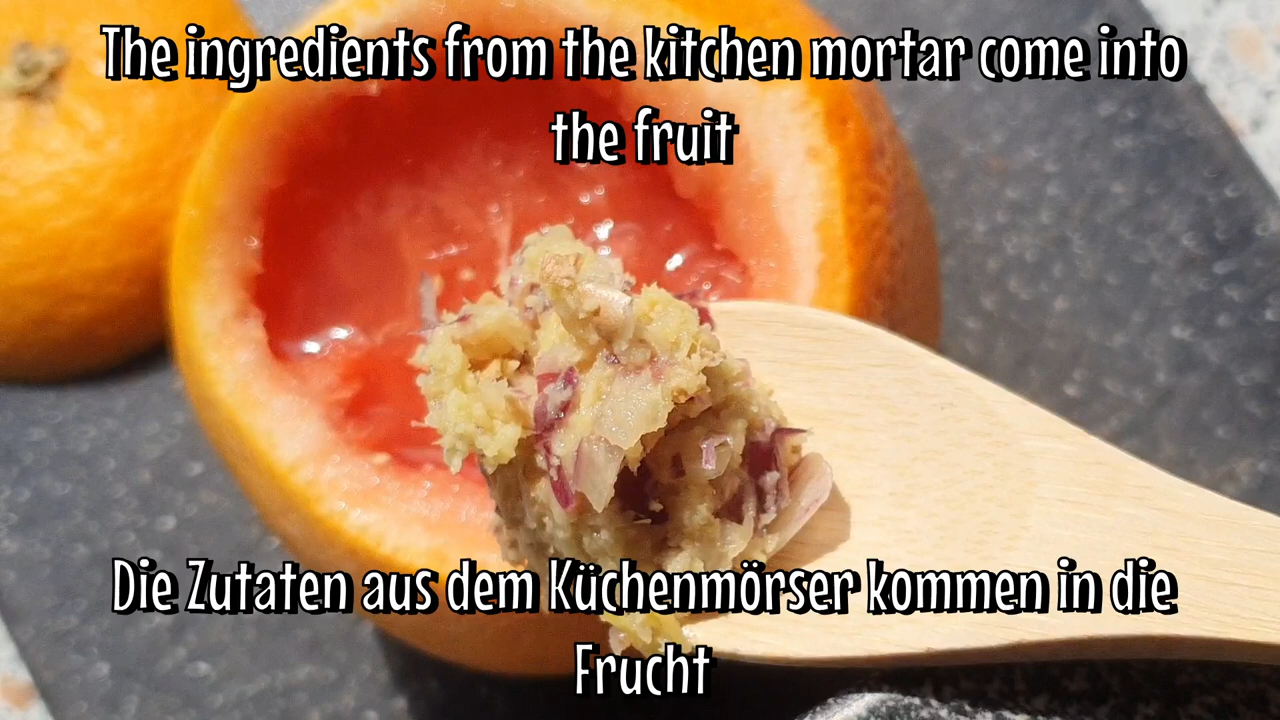 The ingredients from the kitchen mortar come into
the fruit
Die Zutaten aus dem Küchenmörser kommen in die
Frucht